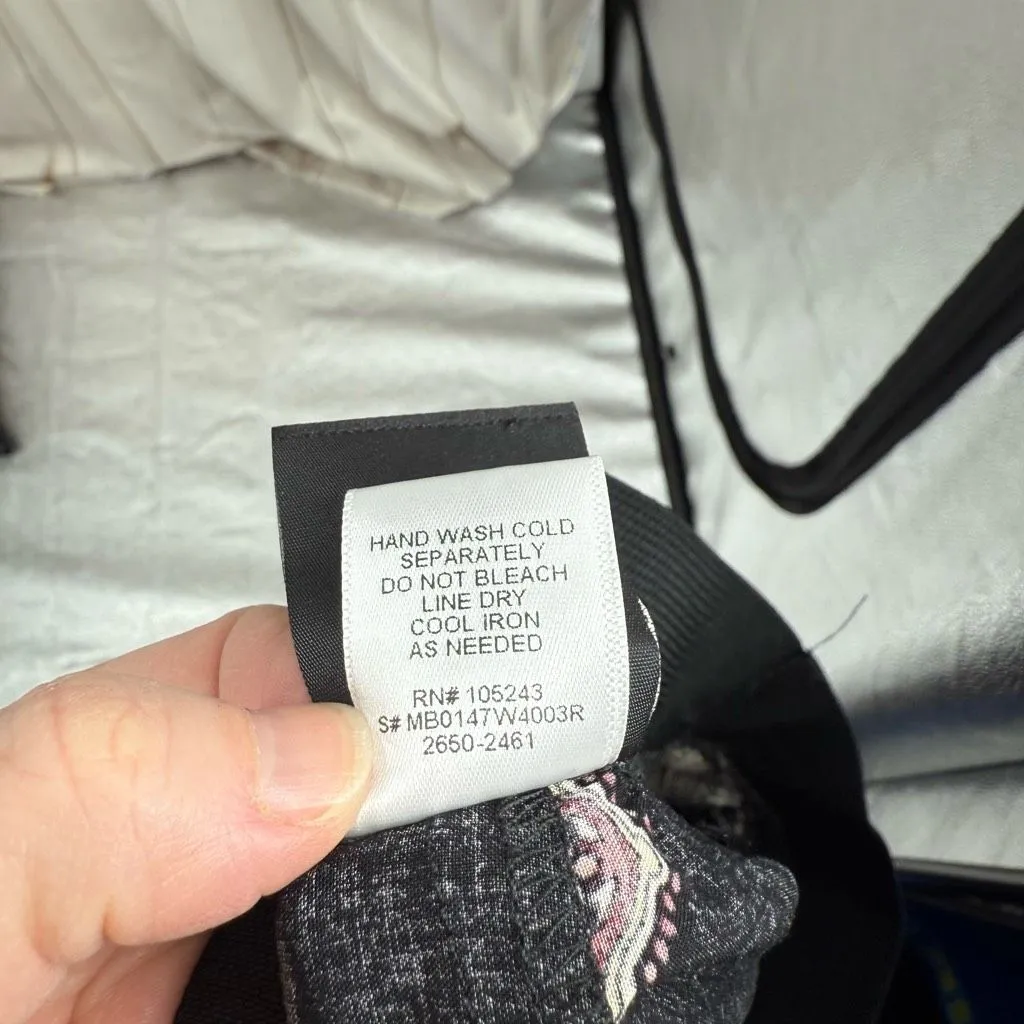 HAND WASH COLD
SEPARATELY
DO NOT BLEACH
LINE DRY
COOL IRON
AS NEEDED
RN# 105243
S# MB0147W4003R
2650-2461